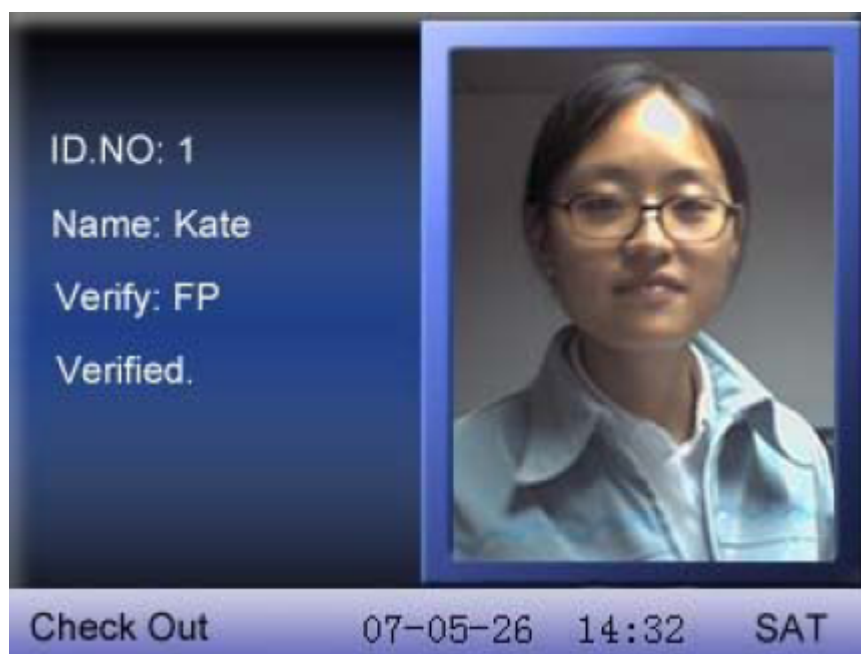 ID.NO: 1
Name: Kate
Verify: FP
Verified.
Check Out 07-05-26 14:32 SAT